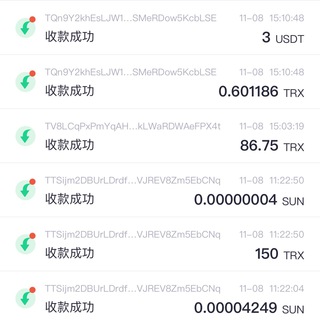 TQn9Y2khEsLJW1...SMeRDow5KcbLSE 11-08 15:10:48
收款成功 3 USDT
TQn9Y2khEsLJW1...SMeRDow5KcbLSE 11-08 15:10:48
收款成功 0.601186 TRX
TV8LCqPxPmYqAH...kLWaRDWAeFPX4t 11-08 15:03:19
收款成功 86.75 TRX
TTSijm2DBUrLDrdf...VJREV8Zm5EbCNq 11-08 11:22:50
收款成功 0.00000004 SUN
TTSijm2DBUrLDrdf...VJREV8Zm5EbCNq 11-08 11:22:50
收款成功 150 TRX
TTSijm2DBUrLDrdf...VJREV8Zm5EbCNq 11-08 11:22:04
收款成功 0.00004249 SUN